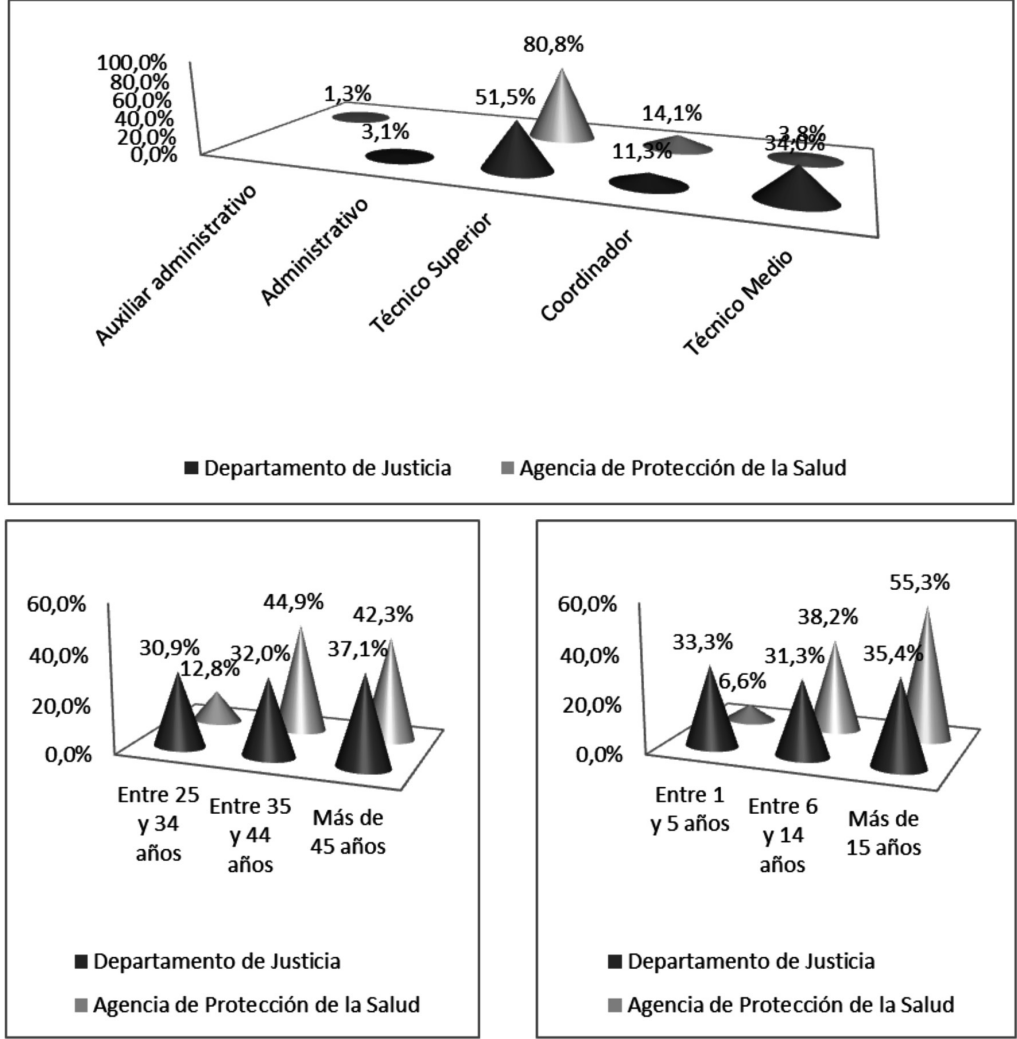 100,0%
80,0%
60,0%
40,0%
20,0%
0,0%
1,3%
3,1%
51,5%
80,8%
11,3%
14,1%
34,0%
3,8%
Auxiliar administrativo
Administrativo
Técnico Superior
Coordinador
Técnico Medio
Departamento de Justicia
Agencia de Protección de la Salud
60,0%
40,0%
20,0%
0,0%
30,9%
12,8%
32,0%
44,9%
37,1%
42,3%
Entre 25
y 34
años
Entre 35
y 44
años
Más de
45 años
Departamento de Justicia
Agencia de Protección de la Salud
60,0%
40,0%
20,0%
0,0%
33,3%
6,6%
31,3%
38,2%
35,4%
55,3%
Entre 1
y 5 años
Entre 6
y 14
años
Más de
15 años
Departamento de Justicia
Agencia de Protección de la Salud